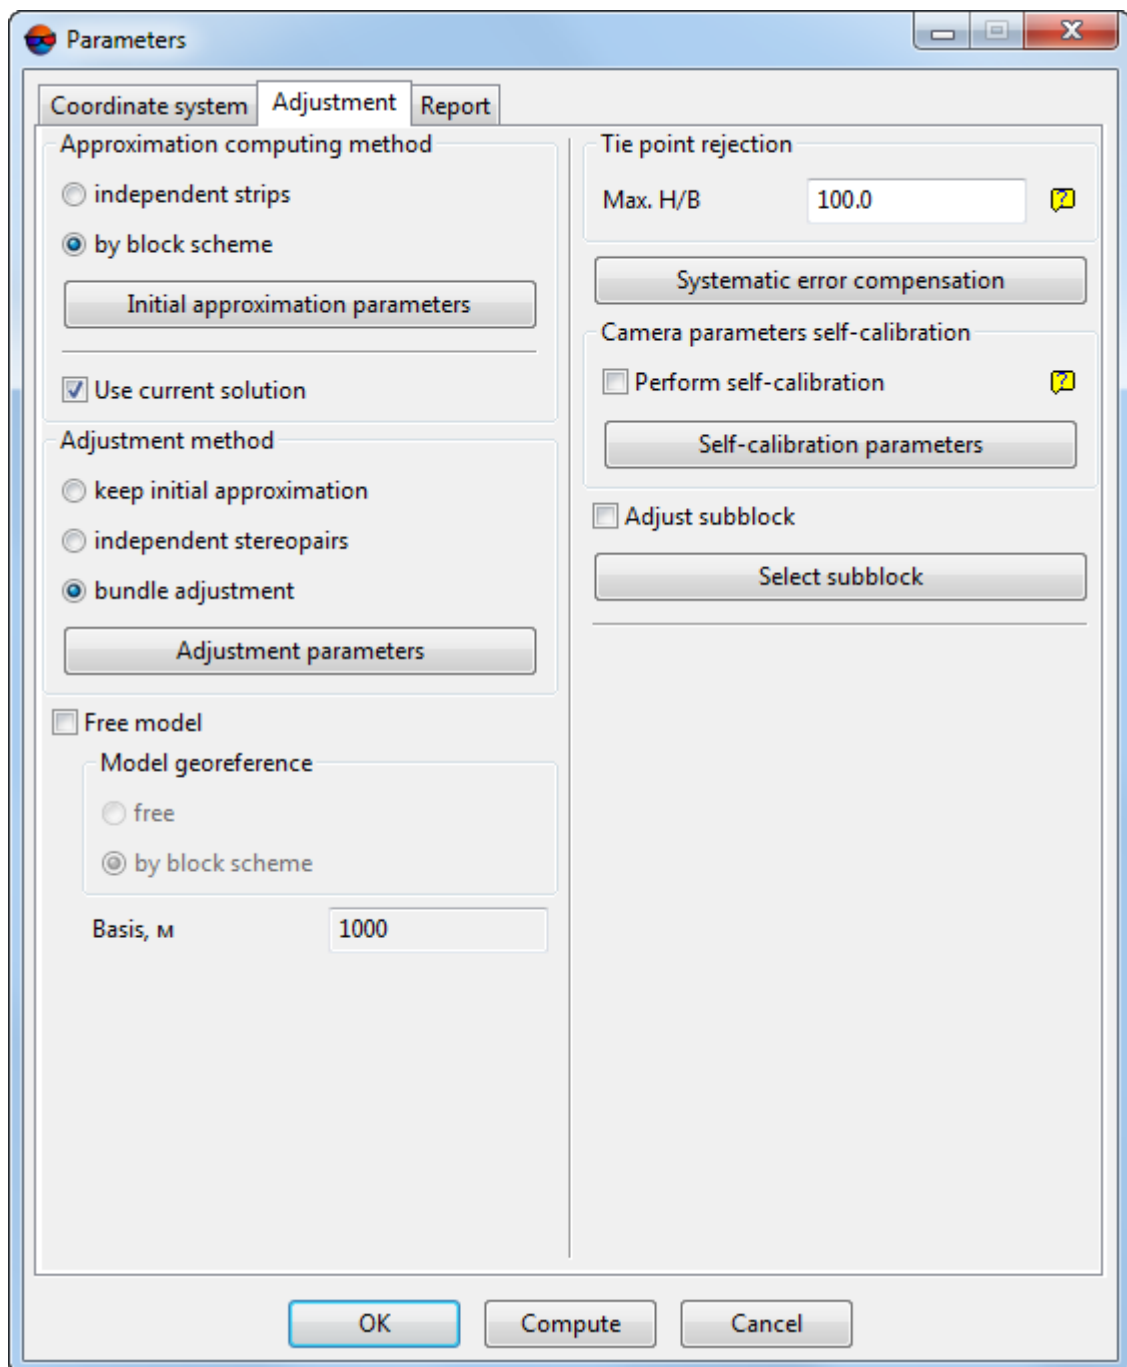 Parameters
Coordinate system Adjustment Report
Approximation computing method
independent strips
by block scheme
Initial approximation parameters
Use current solution
Adjustment method
keep initial approximation
independent stereopairs
bundle adjustment
Adjustment parameters
Free model
Model georeference
free
by block scheme
Basis, м 1000
Tie point rejection
Max. H/B 100.0 ?
Systematic error compensation
Camera parameters self-calibration
Perform self-calibration ?
Self-calibration parameters
Adjust subblock
Select subblock
OK Compute Cancel